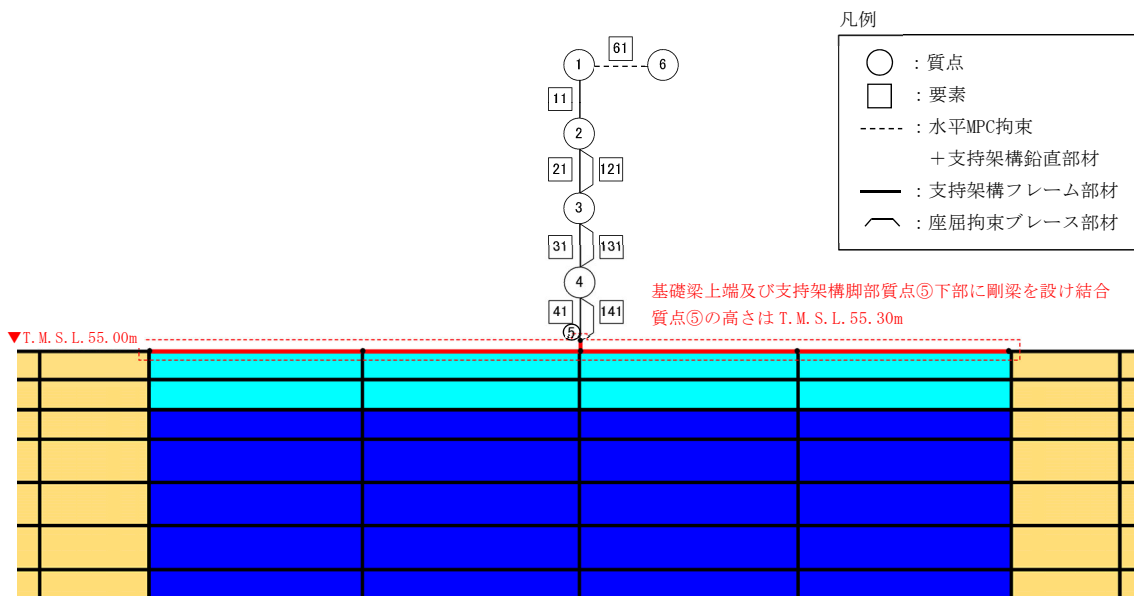 凡例
61
1
6
：質点
11
：要素
2
：水平MPC拘束
＋支持架構鉛直部材
21
121
：支持架構フレーム部材
3
：座屈拘束ブレース部材
31
131
4
基礎梁上端及び支持架構脚部質点⑤下部に剛梁を設け結合
41
141
質点⑤の高さは T.M.S.L.55.30m
⑤
▼T.M.S.L.55.00m